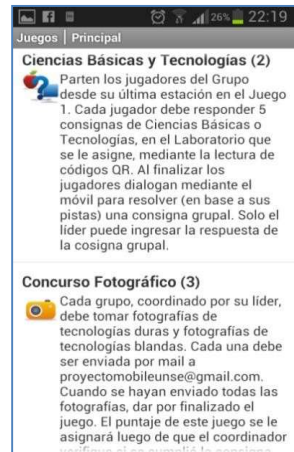 26% 22:19
Juegos | Principal
Ciencias Básicas y Tecnologías (2)
Parten los jugadores del Grupo
desde su última estación en el Juego
1. Cada jugador debe responder 5
consignas de Ciencias Básicas o
Tecnologías, en el Laboratorio que
se le asigne, mediante la lectura de
códigos QR. Al finalizar los
jugadores dialogan mediante el
móvil para resolver (en base a sus
pistas) una consigna grupal. Solo el
líder puede ingresar la respuesta de
la cosigna grupal.
Concurso Fotográfico (3)
Cada grupo, coordinado por su líder,
debe tomar fotografías de
tecnologías duras y fotografías de
tecnologías blandas. Cada una debe
ser enviada por mail a
proyectomobileunse@gmail.com.
Cuando se hayan enviado todas las
fotografías, dar por finalizado el
juego. El puntaje de este juego se le
asignará luego de que el coordinador